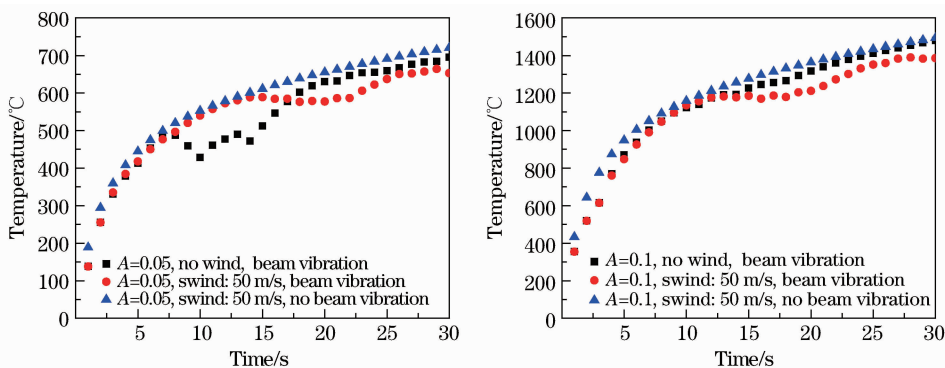 800
700
600
500
400
300
200
100
0
Temperature/℃
A=0.05, no wind, beam vibration
A=0.05, swind: 50 m/s, beam vibration
A=0.05, swind: 50 m/s, no beam vibration
5 10 15 20 25 30
Time/s
1600
1400
1200
1000
800
600
400
200
0
Temperature/℃
A=0.1, no wind, beam vibration
A=0.1, swind: 50 m/s, beam vibration
A=0.1, swind: 50 m/s, no beam vibration
5 10 15 20 25 30
Time/s